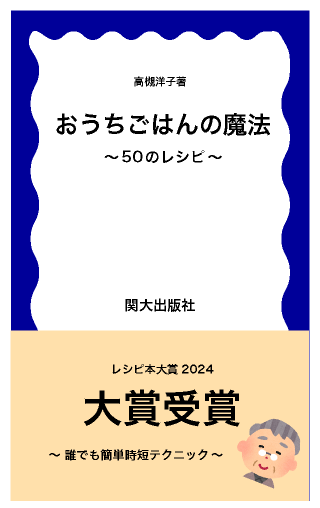 高槻洋子著
おうちごはんの魔法
～50のレシピ～
関大出版社
レシピ本大賞 2024
大賞受賞
～ 誰でも簡単時短テクニック ～